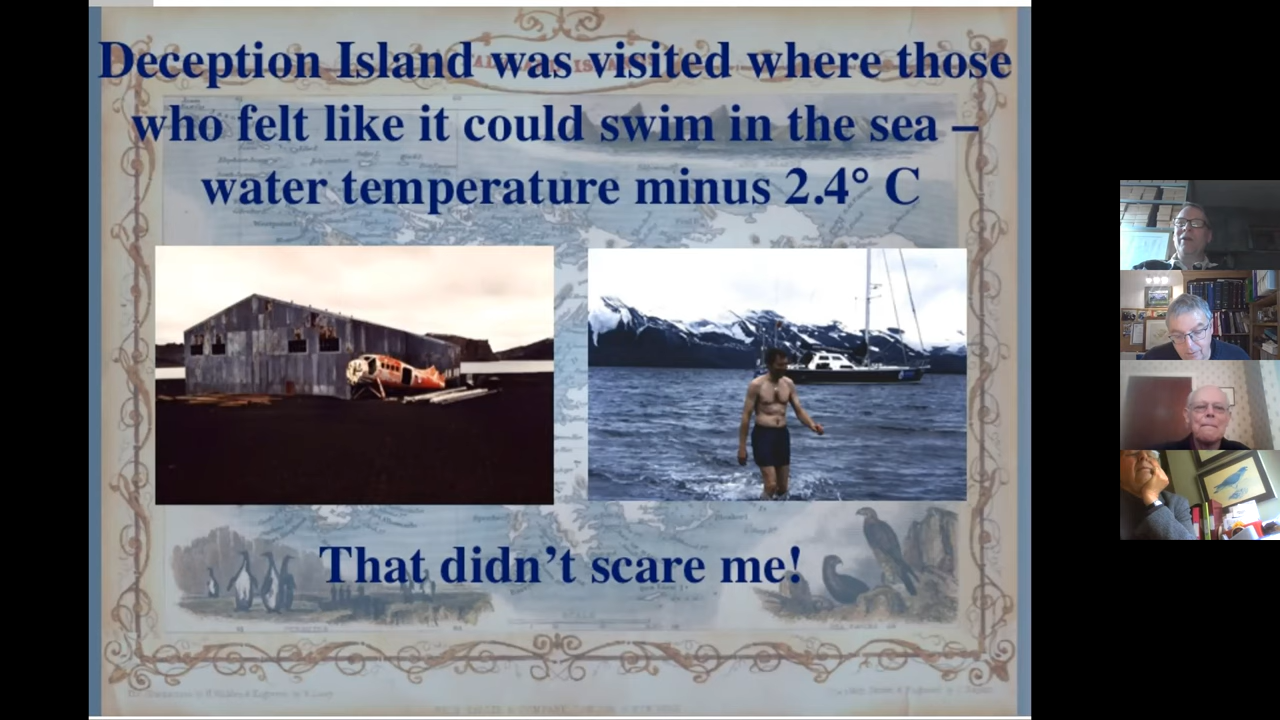 Deception Island was visited where those
who felt like it could swim in the sea –
water temperature minus 2.4° C
That didn’t scare me!